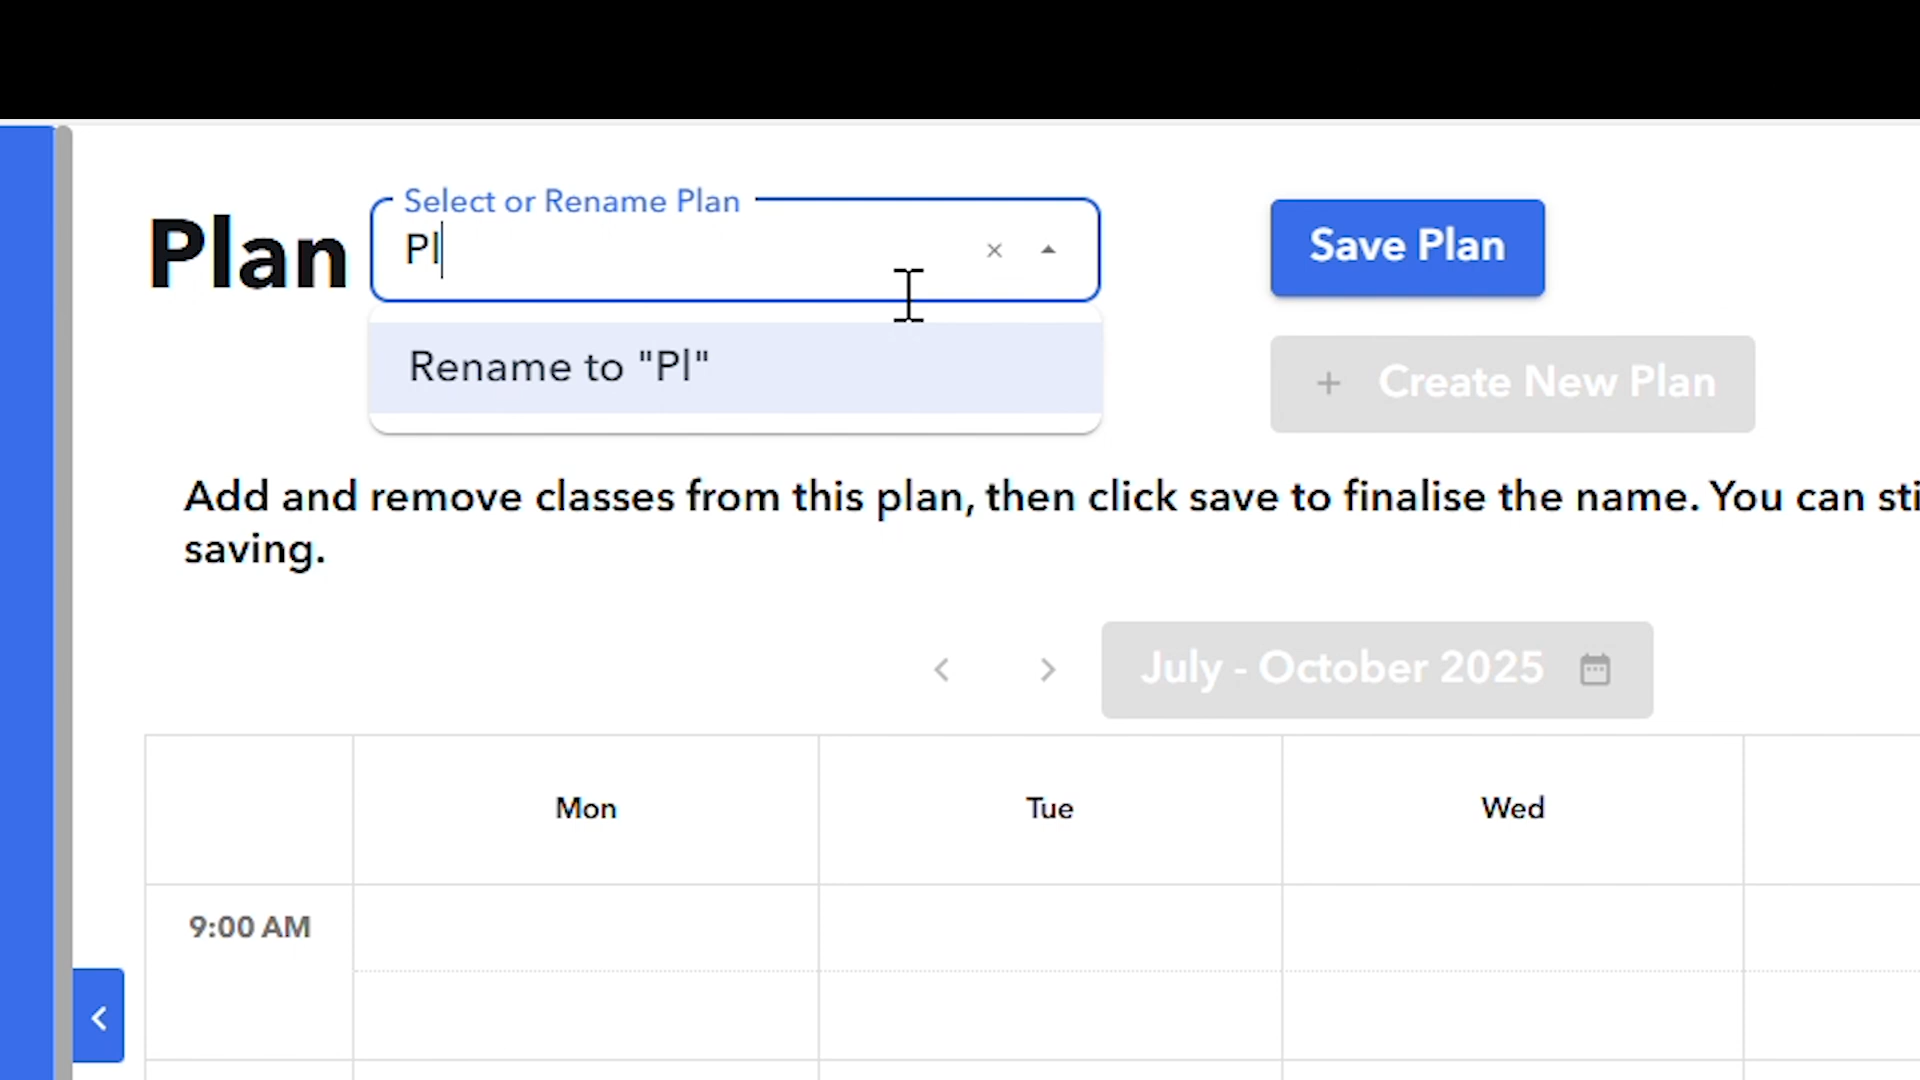 Select or Rename Plan
Plan
Pl
Save Plan
Rename to "Pl"
+ Create New Plan
Add and remove classes from this plan, then click save to finalise the name. You can sti
saving.
July - October 2025
Mon
Tue
Wed
9:00 AM